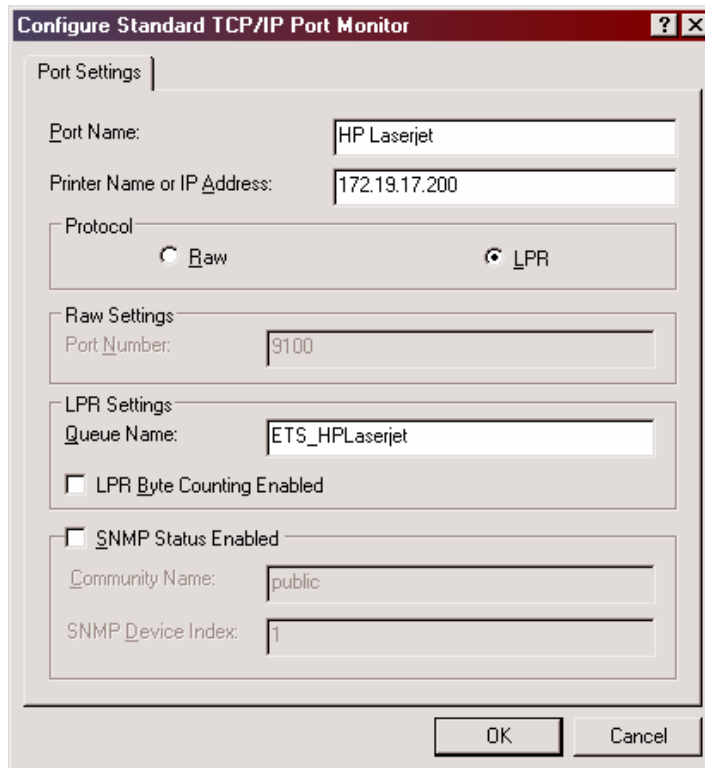 Configure Standard TCP/IP Port Monitor
Port Settings
Port Name: HP Laserjet
Printer Name or IP Address: 172.19.17.200
Protocol
Raw LPR
Raw Settings
Port Number: 9100
LPR Settings
Queue Name: ETS_HPLaserjet
LPR Byte Counting Enabled
SNMP Status Enabled
Community Name: public
SNMP Device Index: 1
OK Cancel